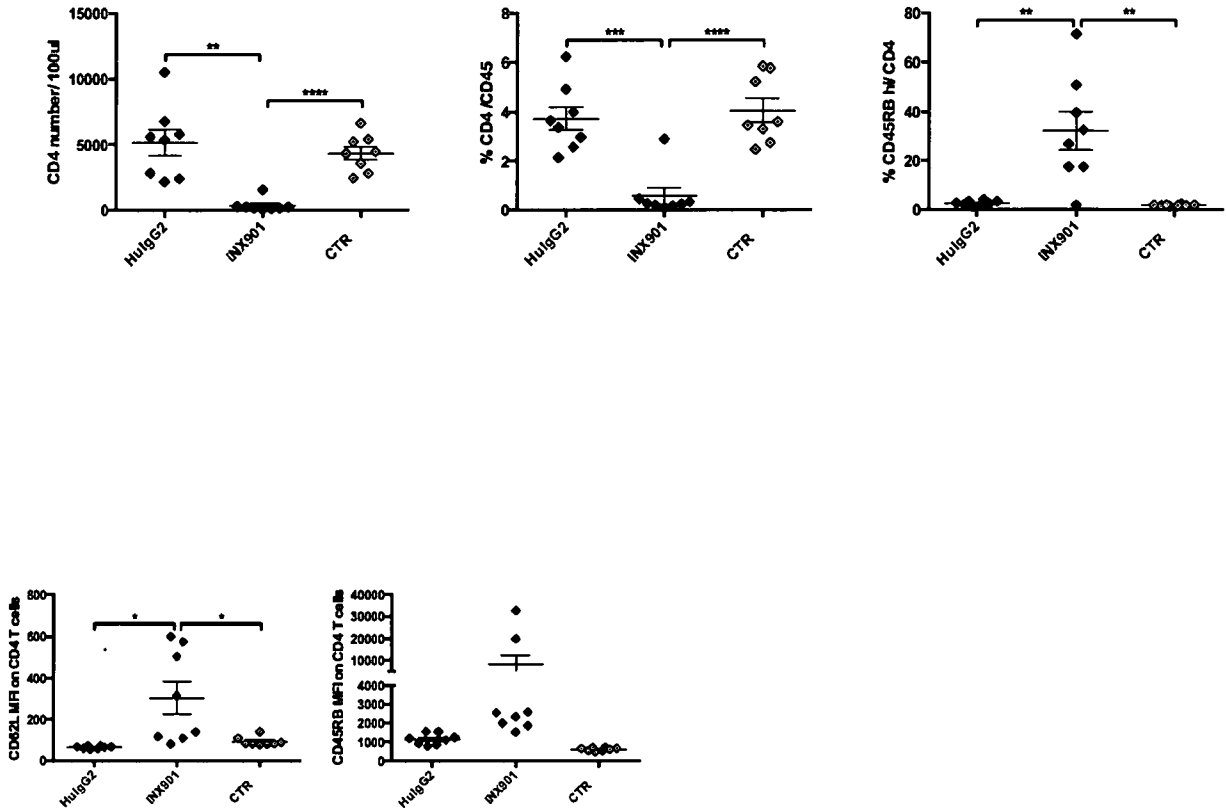 CD4 number/ 100ul
15000
10000
5000
0
**
****
HuIgG2
INX901
CTR
% CD4 /CD45
8
6
4
2
0
***
****
HuIgG2
INX901
CTR
% CD45RB hi/ CD4
80
60
40
20
0
**
**
HuIgG2
INX901
CTR
CD62L MFI on CD4 T cells
800
600
400
200
0
*
*
HuIgG2
INX901
CTR
CD45RB MFI on CD4 T cells
40000
30000
20000
10000
4000
3000
2000
1000
0
HuIgG2
INX901
CTR